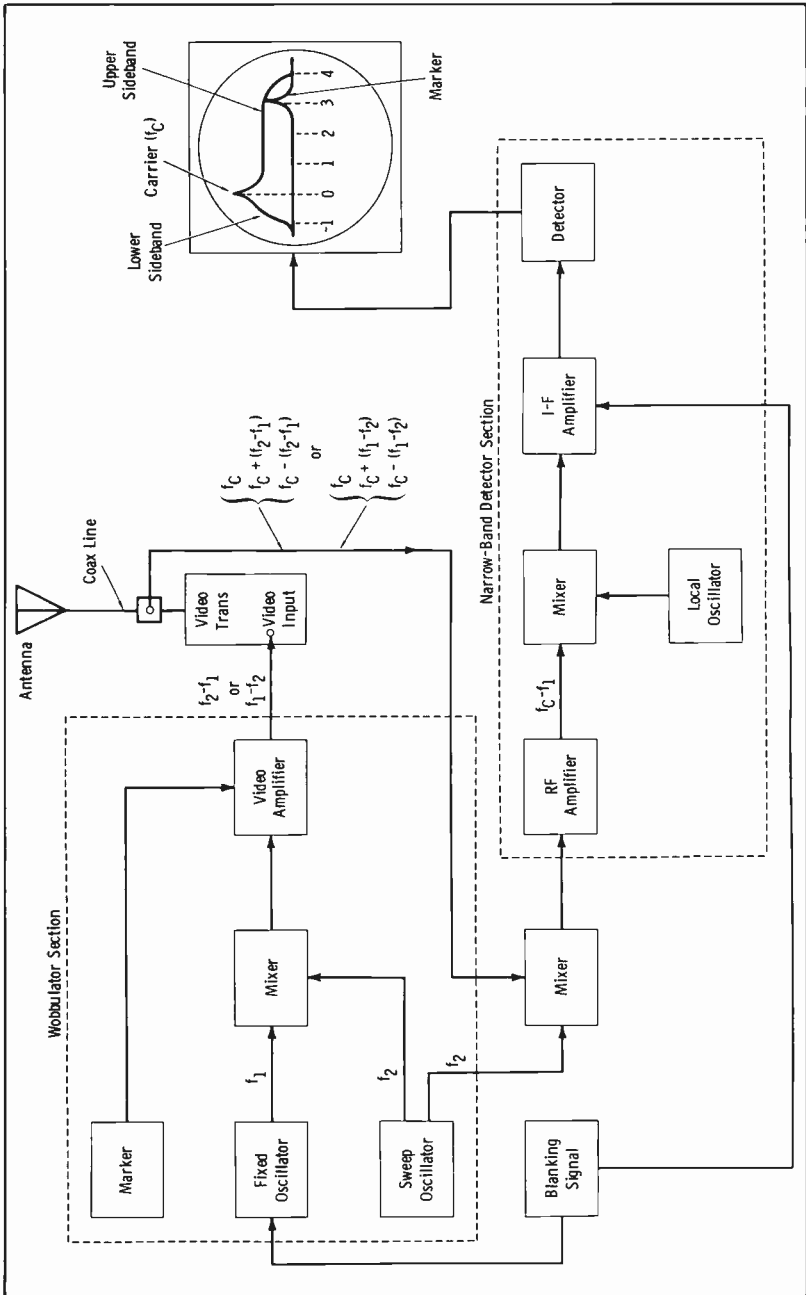 Antenna
Coax Line
Video
Trans
Video
Input
f2-f1
or
f1-f2
{ fC
fC + (f2-f1)
fC - (f2-f1)
or
{ fC
fC + (f1-f2)
fC - (f1-f2)
Wobbulator Section
Marker
Fixed
Oscillator
f1
Mixer
Video
Amplifier
Sweep
Oscillator
f2
f2
Blanking
Signal
Mixer
Narrow-Band Detector Section
RF
Amplifier
fC-f1
Mixer
Local
Oscillator
I-F
Amplifier
Detector
Lower
Sideband
Carrier (fC)
Upper
Sideband
-1 0 1 2 3 4
Marker